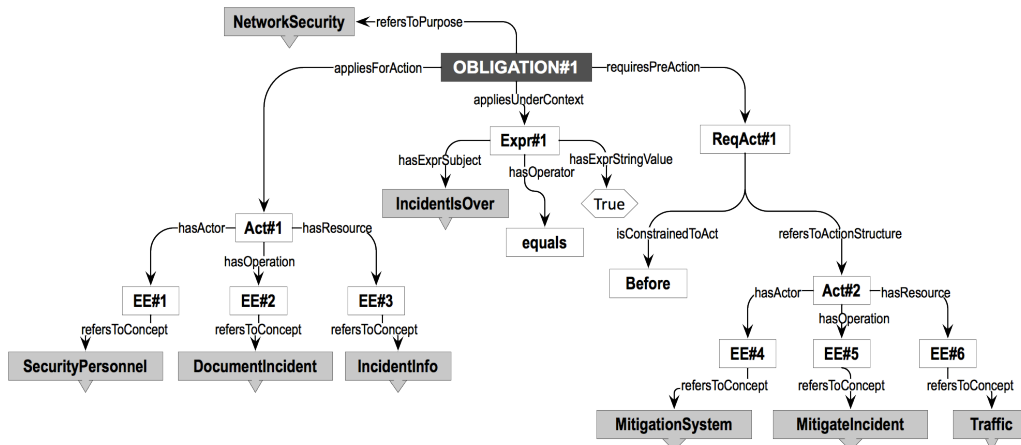 NetworkSecurity
refersToPurpose
appliesForAction
OBLIGATION#1
requiresPreAction
appliesUnderContext
Expr#1
ReqAct#1
hasExprSubject
hasExprStringValue
hasOperator
IncidentIsOver
True
equals
hasActor
Act#1
hasResource
hasOperation
isConstrainedToAct
refersToActionStructure
Before
EE#1
EE#2
EE#3
hasActor
Act#2
hasResource
hasOperation
refersToConcept
refersToConcept
refersToConcept
SecurityPersonnel
DocumentIncident
IncidentInfo
EE#4
EE#5
EE#6
refersToConcept
refersToConcept
refersToConcept
MitigationSystem
MitigateIncident
Traffic